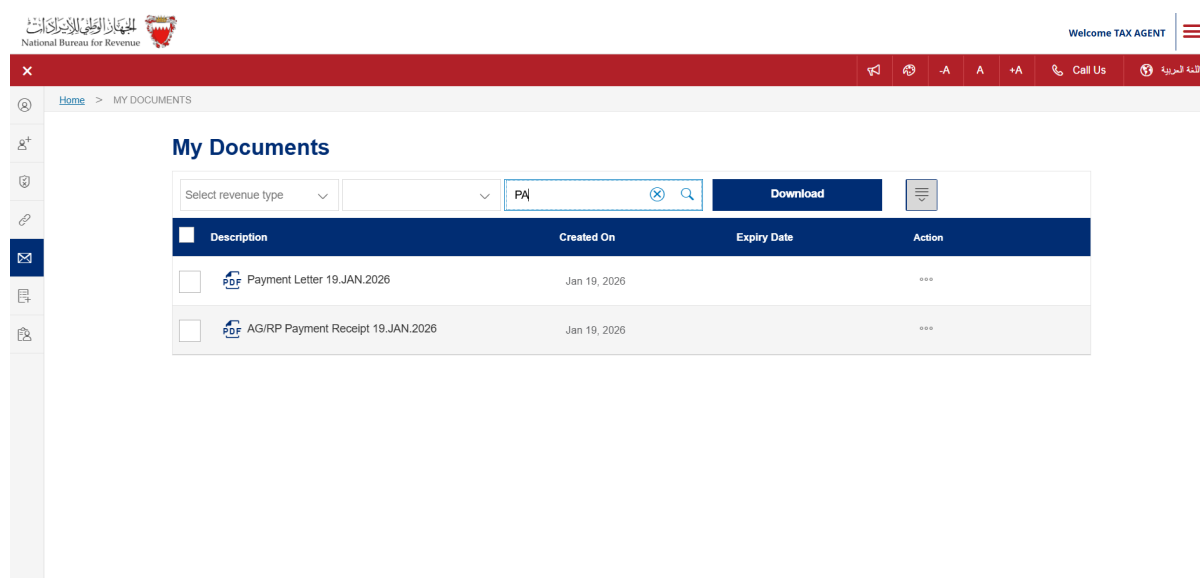 الجهاز الوطني للإيرادات
National Bureau for Revenue
Welcome TAX AGENT
-A A +A Call Us اللغة العربية
Home > MY DOCUMENTS
My Documents
Select revenue type PA Download
Description Created On Expiry Date Action
PDF Payment Letter 19.JAN.2026 Jan 19, 2026
PDF AG/RP Payment Receipt 19.JAN.2026 Jan 19, 2026